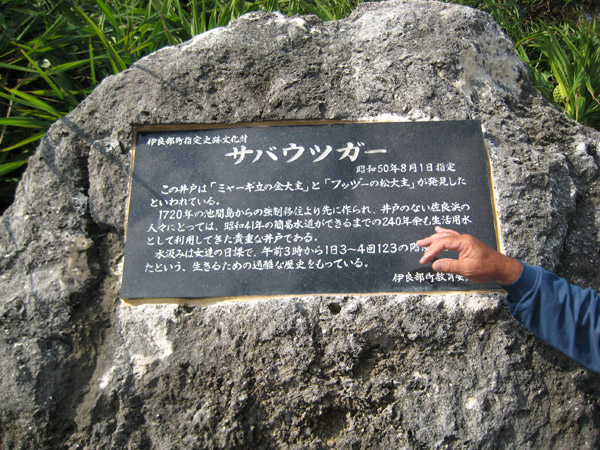 伊良部町指定史跡文化財
サバウツガー
昭和50年8月1日指定
この井戸は「ミャーギ立の金大主」と「フッヅーの松大主」が発見した
といわれている。
1720年の池間島からの強制移住より先に作られ、井戸のない佐良浜の
人々にとっては、昭和41年の簡易水道ができるまでの240年余も生活用水
として利用してきた貴重な井戸である。
水汲みは女達の日課で、午前3時から1日3〜4回123の階
たという、生きるための過酷な歴史をもっている。
伊良部町教育委